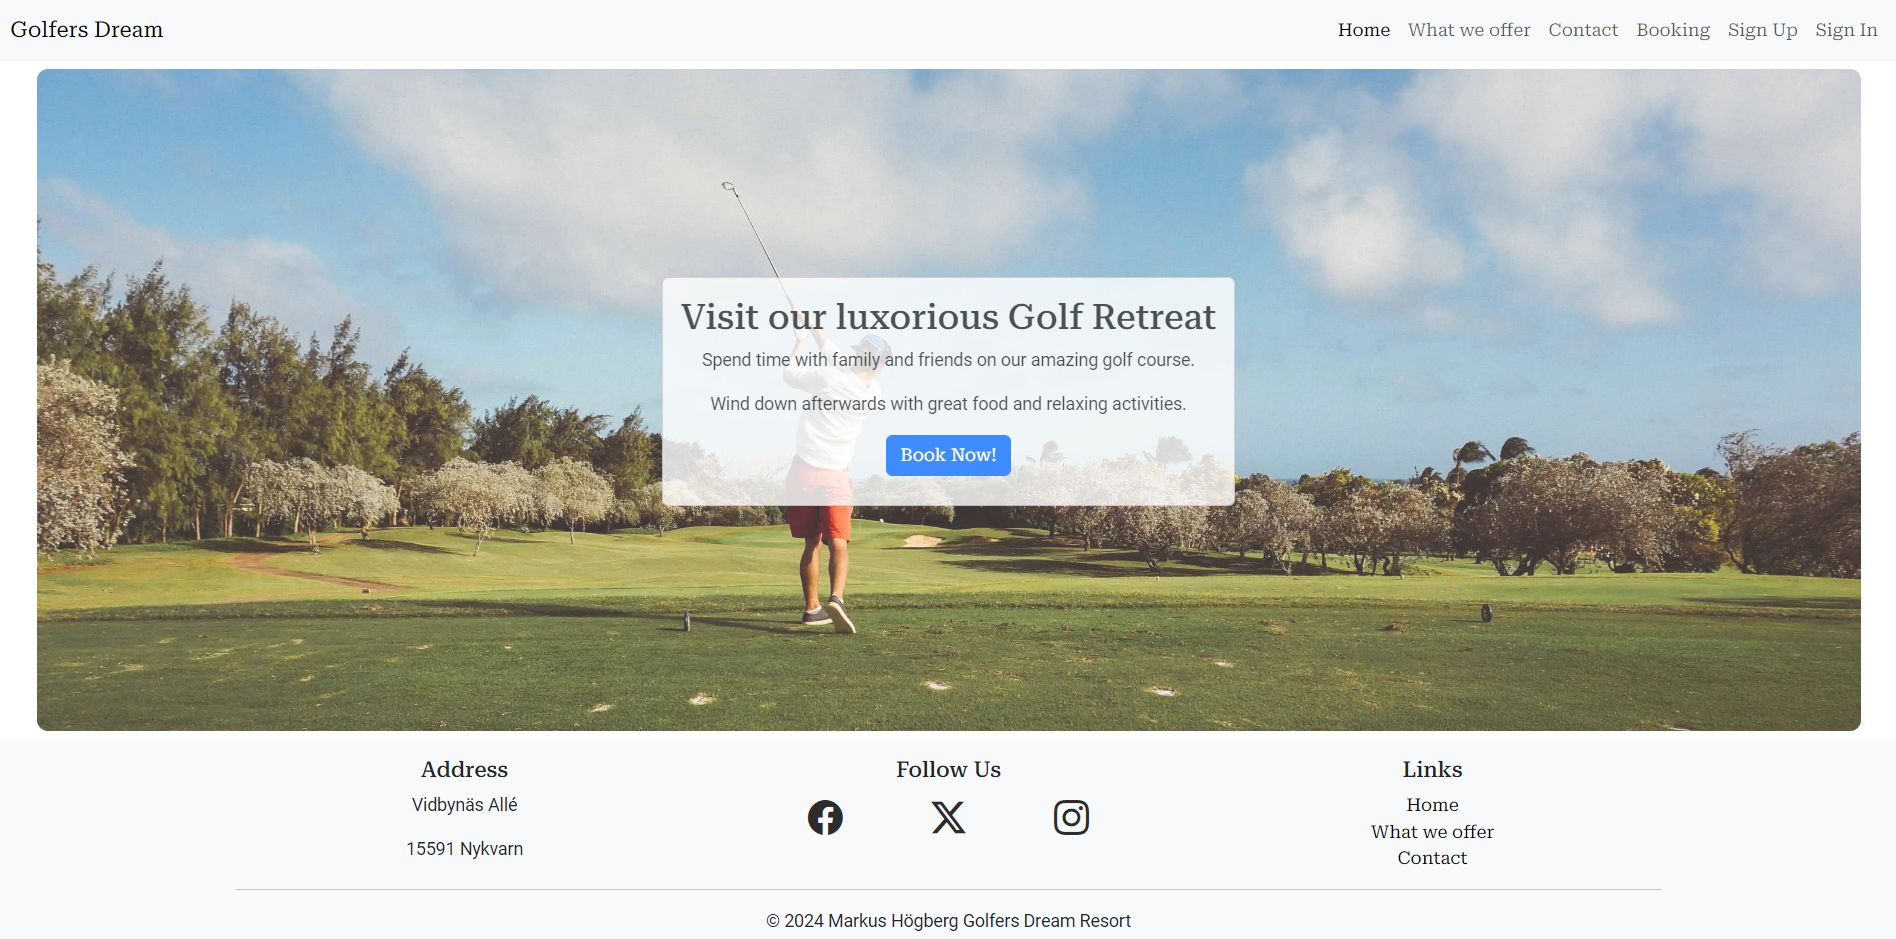 Golfers Dream
Home
What we offer
Contact
Booking
Sign Up
Sign In
Visit our luxorious Golf Retreat
Spend time with family and friends on our amazing golf course.
Wind down afterwards with great food and relaxing activities.
Book Now!
Address
Vidbynäs Allé
15591 Nykvarn
Follow Us
Links
Home
What we offer
Contact
© 2024 Markus Högberg Golfers Dream Resort